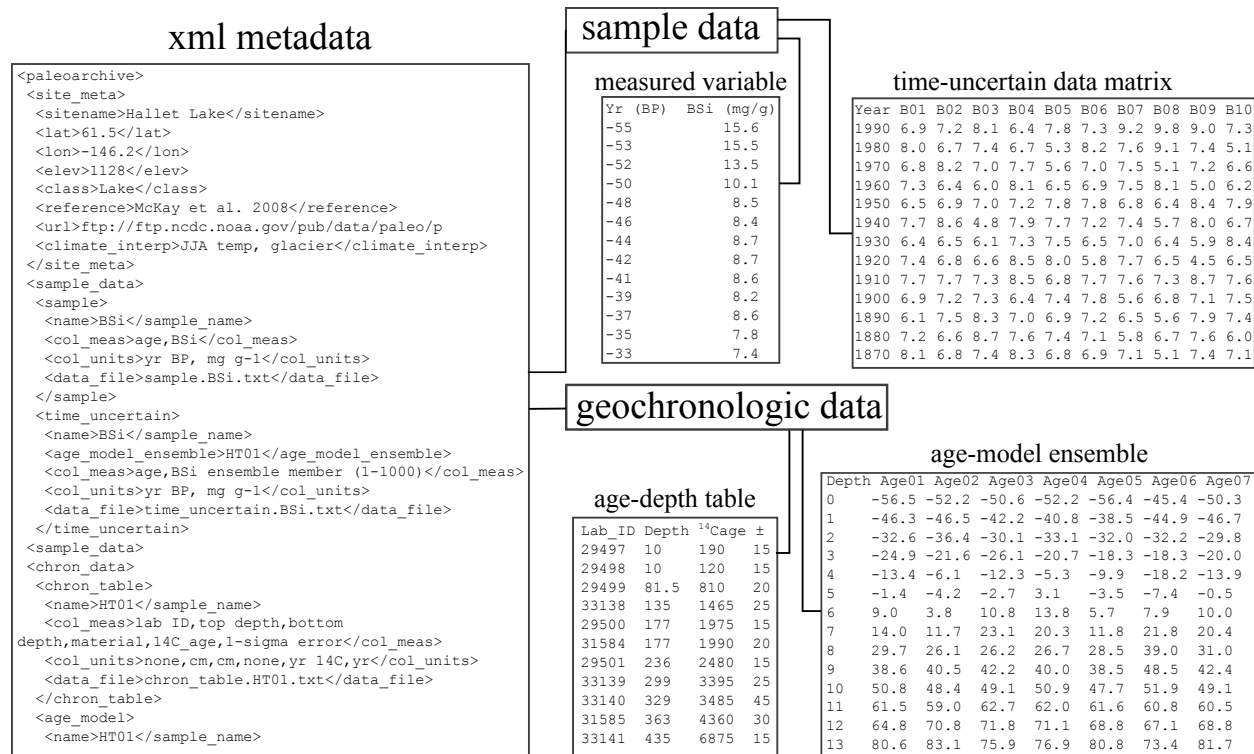 xml metadata
<paleoarchive>
<site_meta>
<sitename>Hallet Lake</sitename>
<lat>61.5</lat>
<lon>-146.2</lon>
<elev>1128</elev>
<class>Lake</class>
<reference>McKay et al. 2008</reference>
<url>ftp://ftp.ncdc.noaa.gov/pub/data/paleo/p
<climate_interp>JJA temp, glacier</climate_interp>
</site_meta>
<sample_data>
<sample>
<name>BSi</sample_name>
<col_meas>age,BSi</col_meas>
<col_units>yr BP, mg g-1</col_units>
<data_file>sample.BSi.txt</data_file>
</sample>
<time_uncertain>
<name>BSi</sample_name>
<age_model_ensemble>HT01</age_model_ensemble>
<col_meas>age,BSi ensemble member (1-1000)</col_meas>
<col_units>yr BP, mg g-1</col_units>
<data_file>time_uncertain.BSi.txt</data_file>
</time_uncertain>
<sample_data>
<chron_data>
<chron_table>
<name>HT01</sample_name>
<col_meas>lab ID,top depth,bottom
depth,material,14C_age,1-sigma error</col_meas>
<col_units>none,cm,cm,none,yr 14C,yr</col_units>
<data_file>chron_table.HT01.txt</data_file>
</chron_table>
<age_model>
<name>HT01</sample_name>
sample data
measured variable
Yr (BP) BSi (mg/g)
-55 15.6
-53 15.5
-52 13.5
-50 10.1
-48 8.5
-46 8.4
-44 8.7
-42 8.7
-41 8.6
-39 8.2
-37 8.6
-35 7.8
-33 7.4
time-uncertain data matrix
Year B01 B02 B03 B04 B05 B06 B07 B08 B09 B10
1990 6.9 7.2 8.1 6.4 7.8 7.3 9.2 9.8 9.0 7.3
1980 8.0 6.7 7.4 6.7 5.3 8.2 7.6 9.1 7.4 5.1
1970 6.8 8.2 7.0 7.7 5.6 7.0 7.5 5.1 7.2 6.6
1960 7.3 6.4 6.0 8.1 6.5 6.9 7.5 8.1 5.0 6.2
1950 6.5 6.9 7.0 7.2 7.8 7.8 6.8 6.4 8.4 7.9
1940 7.7 8.6 4.8 7.9 7.7 7.2 7.4 5.7 8.0 6.7
1930 6.4 6.5 6.1 7.3 7.5 6.5 7.0 6.4 5.9 8.4
1920 7.4 6.8 6.6 8.5 8.0 5.8 7.7 6.5 4.5 6.5
1910 7.7 7.7 7.3 8.5 6.8 7.7 7.6 7.3 8.7 7.6
1900 6.9 7.2 7.3 6.4 7.4 7.8 5.6 6.8 7.1 7.5
1890 6.1 7.5 8.3 7.0 6.9 7.2 6.5 5.6 7.9 7.4
1880 7.2 6.6 8.7 7.6 7.4 7.1 5.8 6.7 7.6 6.0
1870 8.1 6.8 7.4 8.3 6.8 6.9 7.1 5.1 7.4 7.1
geochronologic data
age-depth table
Lab_ID Depth ¹⁴Cage ±
29497 10 190 15
29498 10 120 15
29499 81.5 810 20
33138 135 1465 25
29500 177 1975 15
31584 177 1990 20
29501 236 2480 15
33139 299 3395 25
33140 329 3485 45
31585 363 4360 30
33141 435 6875 15
age-model ensemble
Depth Age01 Age02 Age03 Age04 Age05 Age06 Age07
0 -56.5 -52.2 -50.6 -52.2 -56.4 -45.4 -50.3
1 -46.3 -46.5 -42.2 -40.8 -38.5 -44.9 -46.7
2 -32.6 -36.4 -30.1 -33.1 -32.0 -32.2 -29.8
3 -24.9 -21.6 -26.1 -20.7 -18.3 -18.3 -20.0
4 -13.4 -6.1 -12.3 -5.3 -9.9 -18.2 -13.9
5 -1.4 -4.2 -2.7 3.1 -3.5 -7.4 -0.5
6 9.0 3.8 10.8 13.8 5.7 7.9 10.0
7 14.0 11.7 23.1 20.3 11.8 21.8 20.4
8 29.7 26.1 26.2 26.7 28.5 39.0 31.0
9 38.6 40.5 42.2 40.0 38.5 48.5 42.4
10 50.8 48.4 49.1 50.9 47.7 51.9 49.1
11 61.5 59.0 62.7 62.0 61.6 60.8 60.5
12 64.8 70.8 71.8 71.1 68.8 67.1 68.8
13 80.6 83.1 75.9 76.9 80.8 73.4 81.7